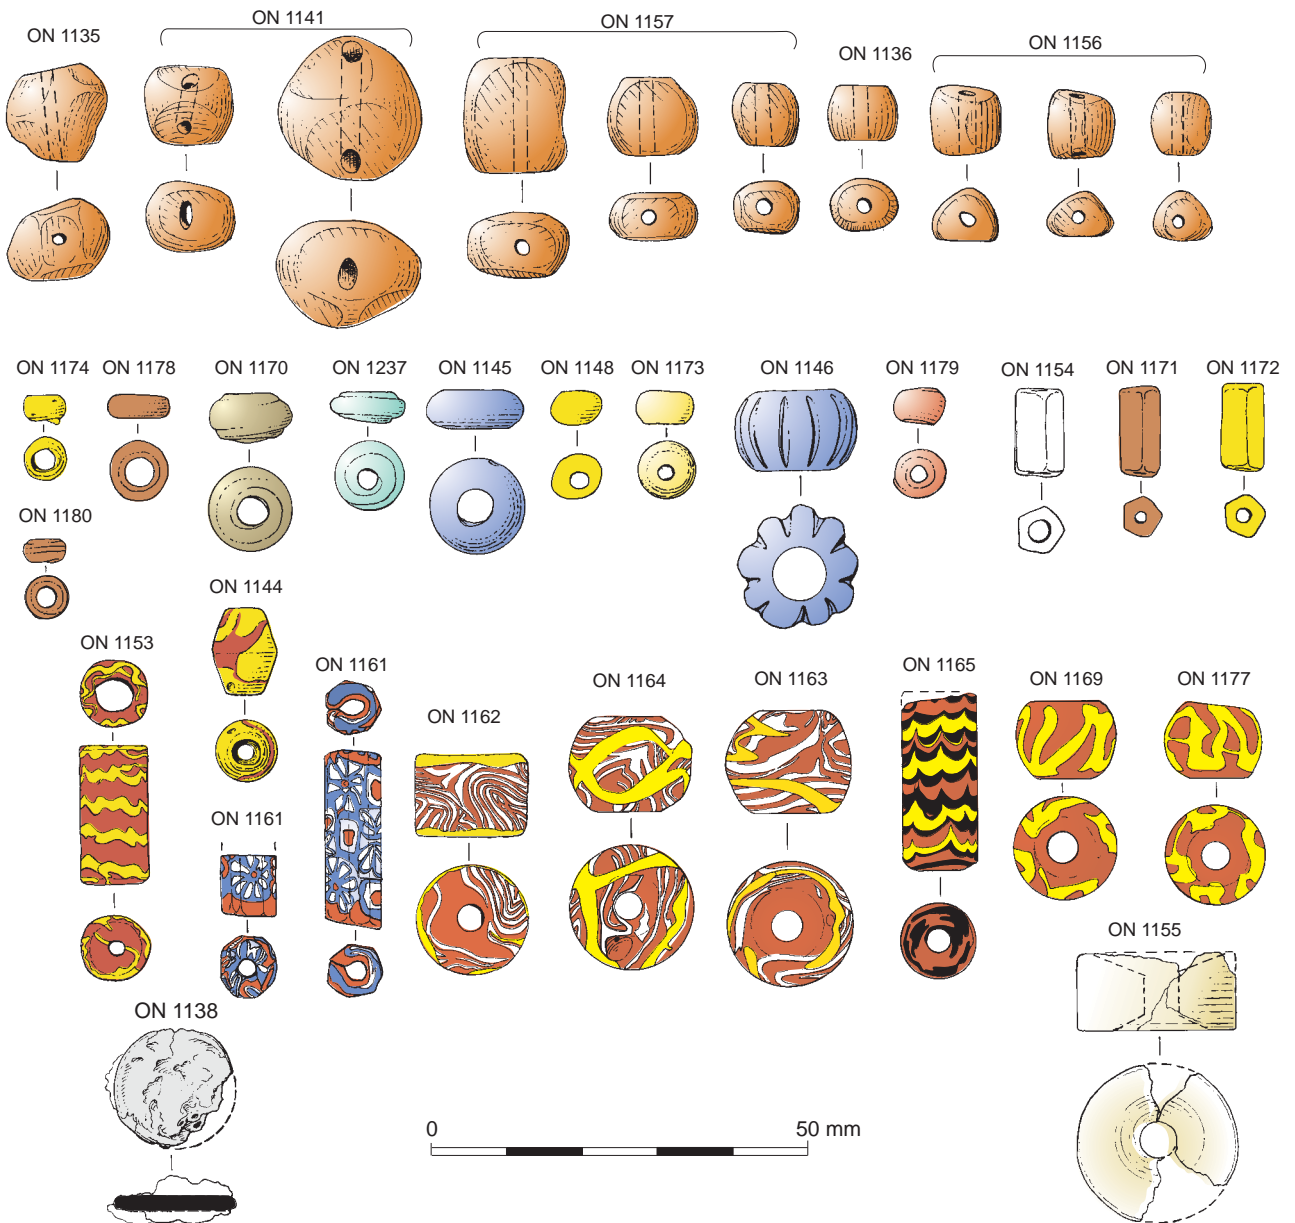 ON 1135
ON 1141
ON 1157
ON 1136
ON 1156
ON 1174
ON 1178
ON 1170
ON 1237
ON 1145
ON 1148
ON 1173
ON 1146
ON 1179
ON 1154
ON 1171
ON 1172
ON 1180
ON 1144
ON 1153
ON 1161
ON 1162
ON 1164
ON 1163
ON 1165
ON 1169
ON 1177
ON 1161
ON 1155
ON 1138
0 50 mm